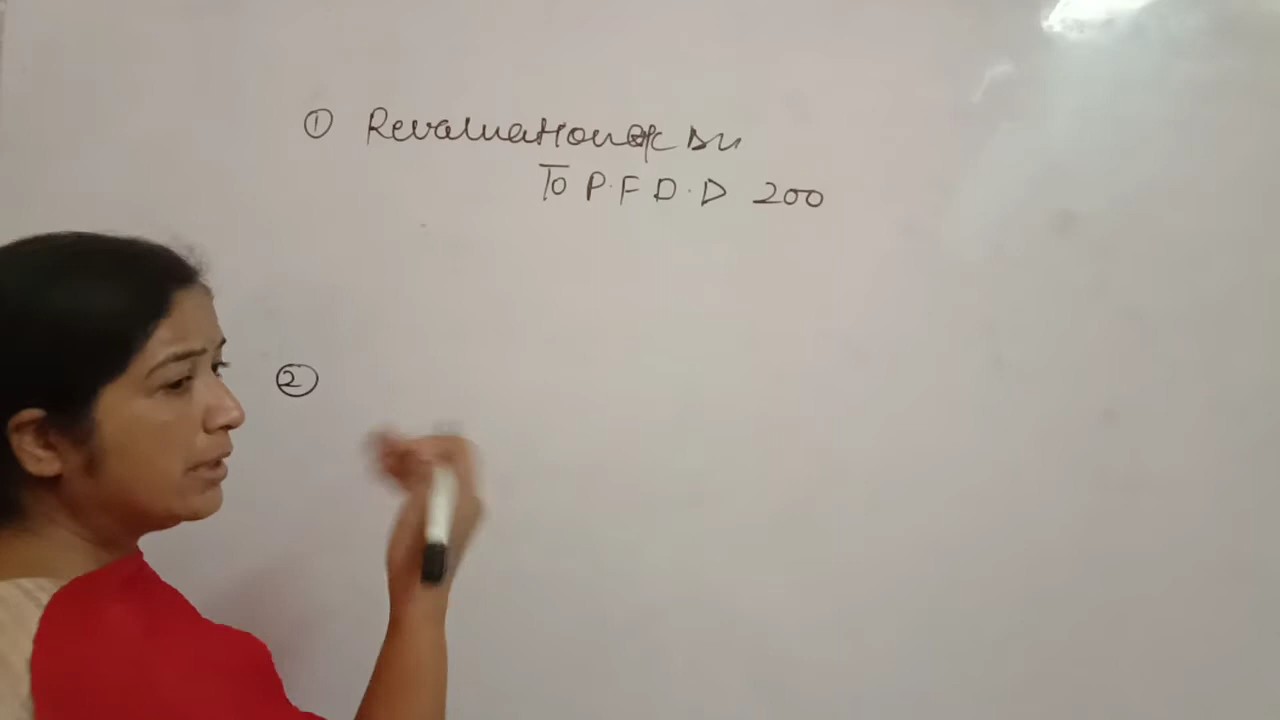 ① Revaluation a/c Dr
To P.F D.D 200
②